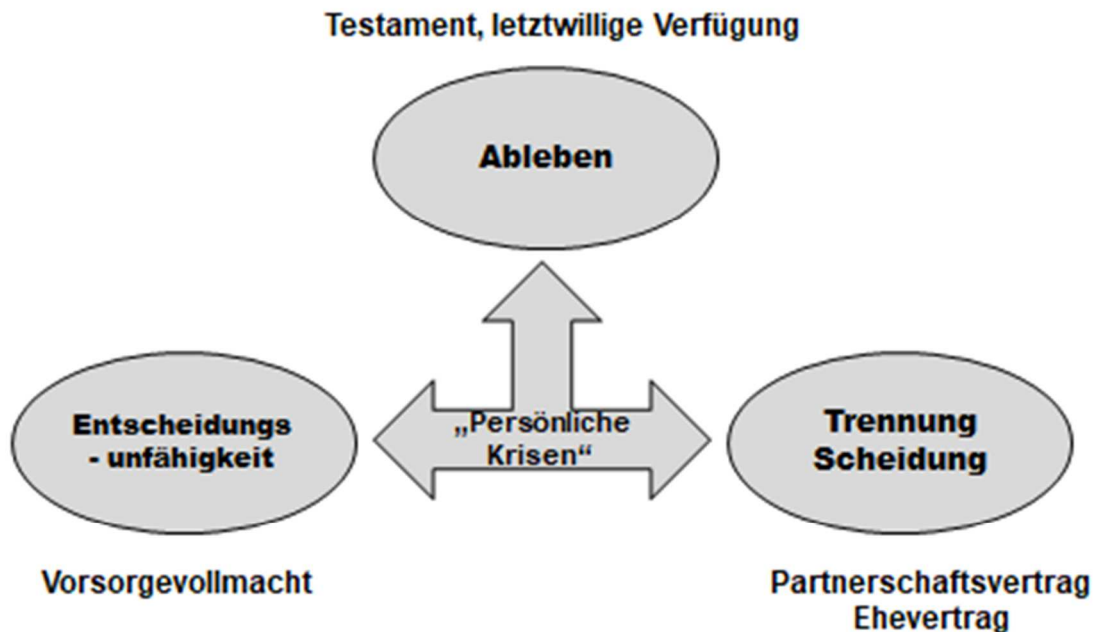 Testament, letztwillige Verfügung
Ableben
Entscheidungs
- unfähigkeit
„Persönliche
Krisen“
Trennung
Scheidung
Vorsorgevollmacht
Partnerschaftsvertrag
Ehevertrag